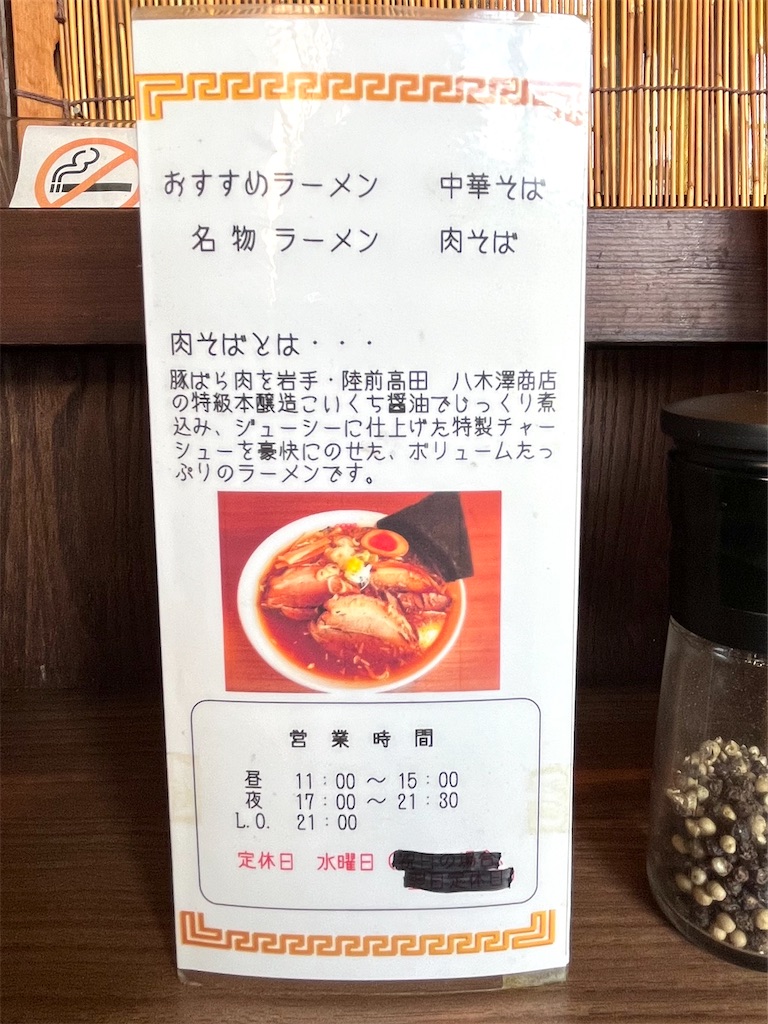 おすすめラーメン　中華そば
名物 ラーメン　肉そば
肉そばとは・・・
豚ばら肉を岩手・陸前高田　八木澤商店
の特級本醸造こいくち醤油でじっくり煮
込み、ジューシーに仕上げた特製チャー
シューを豪快にのせた、ボリュームたっ
ぷりのラーメンです。
営業時間
昼　11：00 ～ 15：00
夜　17：00 ～ 21：30
L.O.　21：00
定休日　水曜日